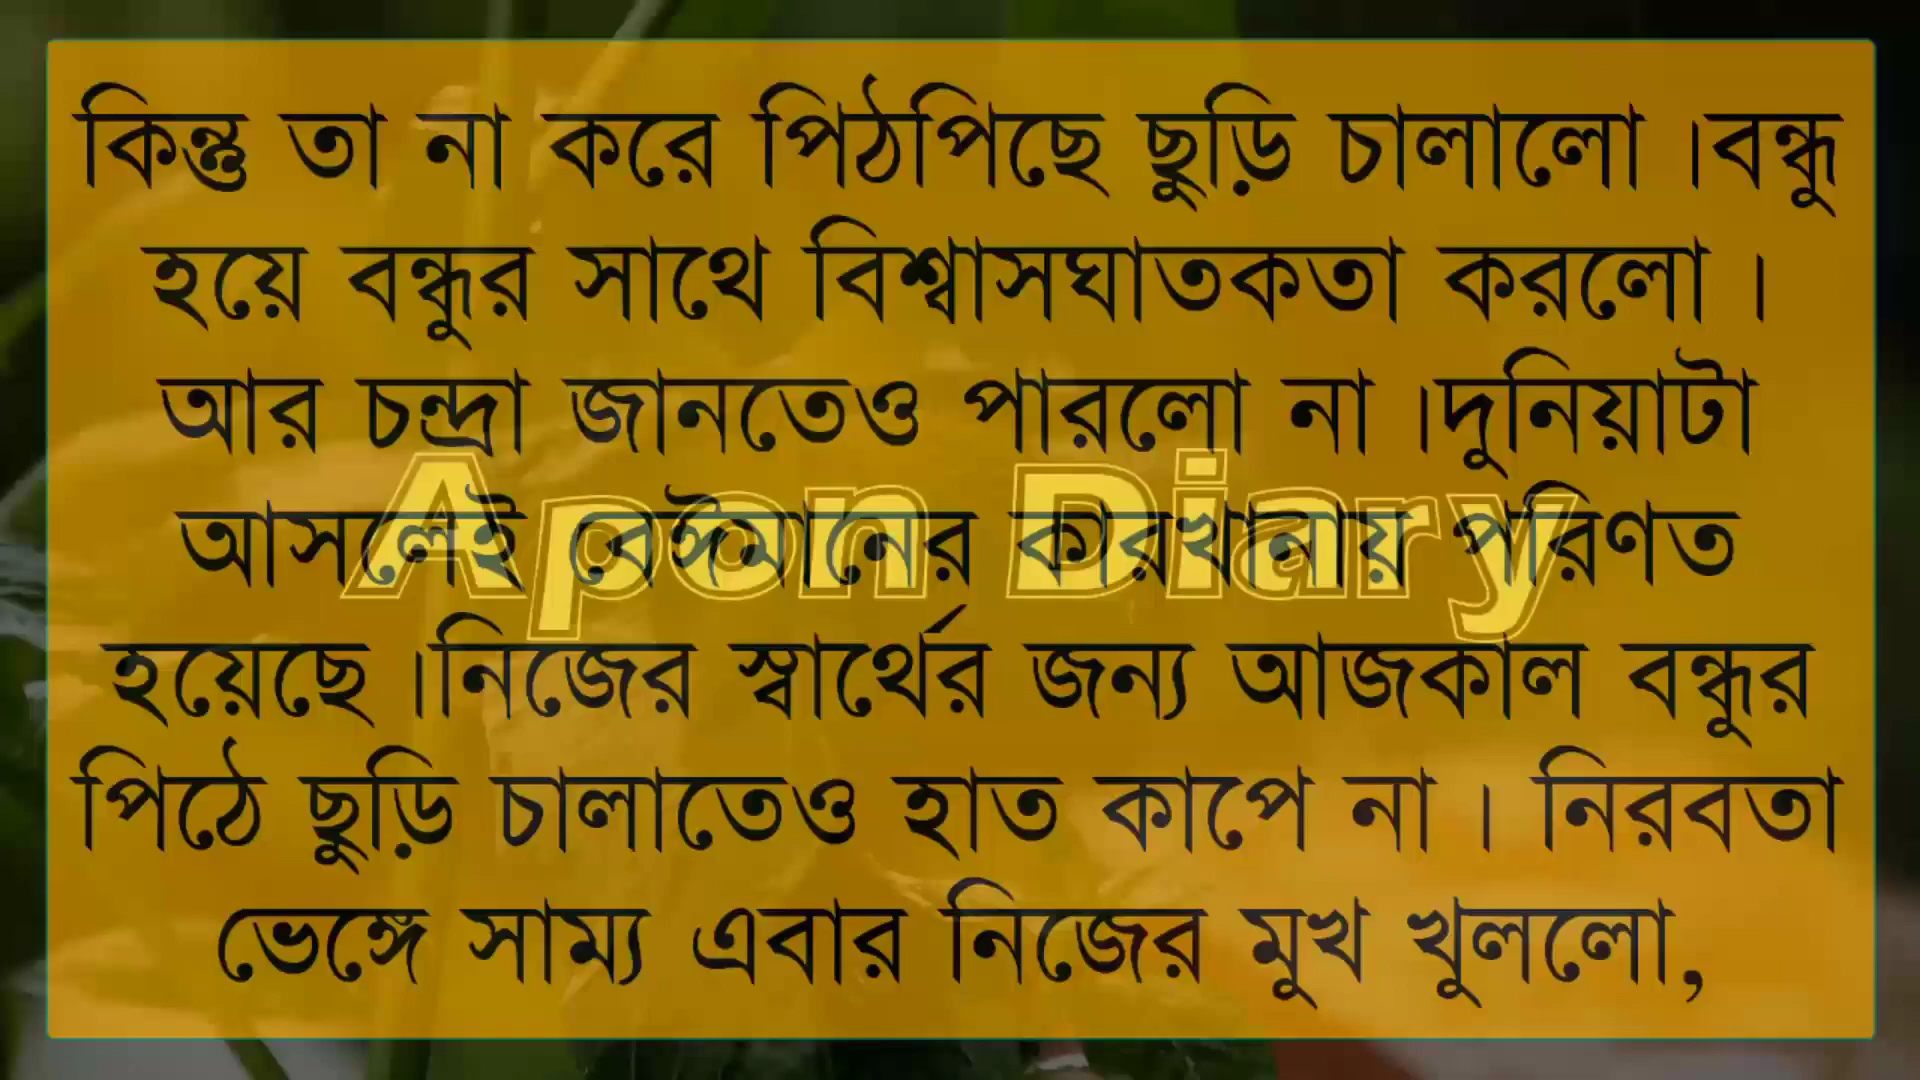 কিন্তু তা না করে পিঠপিছে ছুড়ি চালালো ।বন্ধু
হয়ে বন্ধুর সাথে বিশ্বাসঘাতকতা করলো ।
আর চন্দ্রা জানতেও পারলো না ।দুনিয়াটা
আসলেই বেঈমানের কারখানায় পরিণত
Apon Diary
হয়েছে ।নিজের স্বার্থের জন্য আজকাল বন্ধুর
পিঠে ছুড়ি চালাতেও হাত কাপে না । নিরবতা
ভেঙ্গে সাম্য এবার নিজের মুখ খুললো,